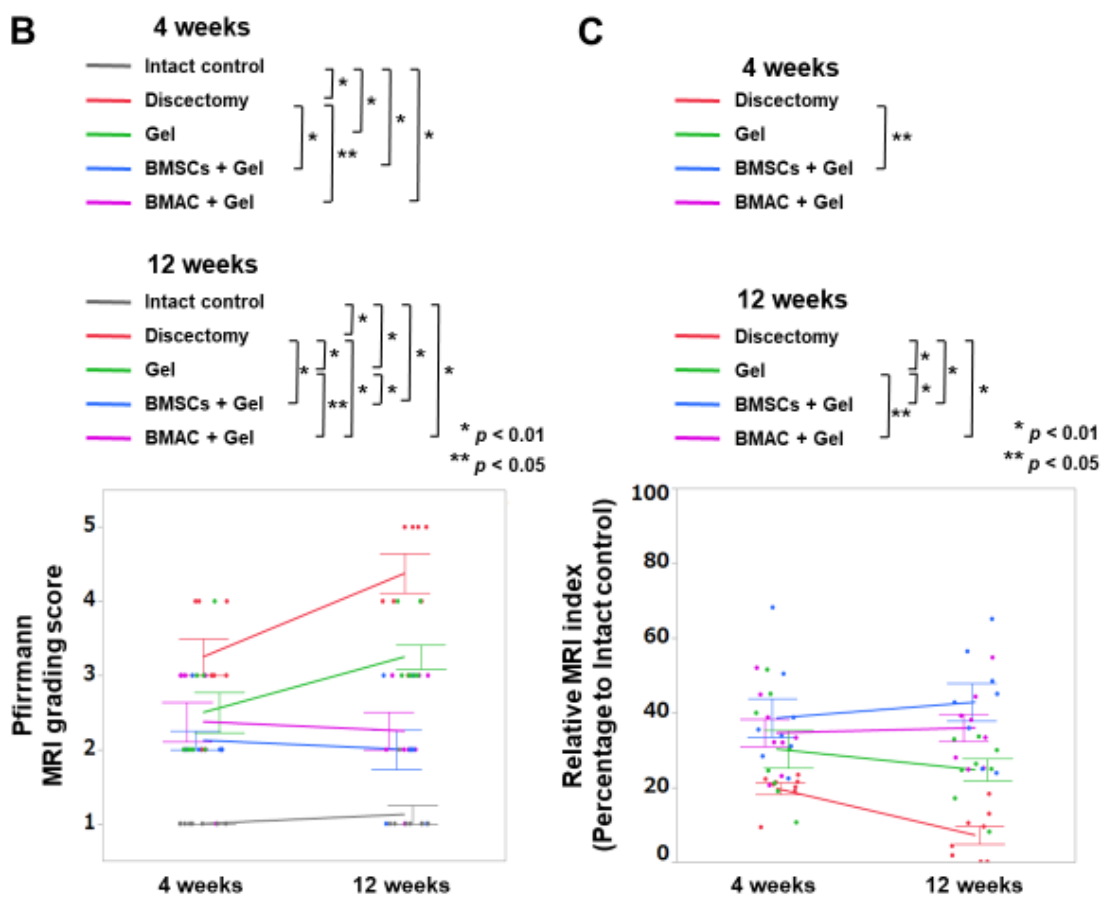 B
4 weeks
Intact control
Discectomy
Gel
BMSCs + Gel
BMAC + Gel
*
*
*
*
*
**
12 weeks
Intact control
Discectomy
Gel
BMSCs + Gel
BMAC + Gel
*
*
*
*
*
*
*
*
**
* p < 0.01
** p < 0.05
Pfirrmann
MRI grading score
5
4
3
2
1
4 weeks
12 weeks
C
4 weeks
Discectomy
Gel
BMSCs + Gel
BMAC + Gel
**
12 weeks
Discectomy
Gel
BMSCs + Gel
BMAC + Gel
*
*
*
*
**
* p < 0.01
** p < 0.05
Relative MRI index
(Percentage to Intact control)
100
80
60
40
20
0
4 weeks
12 weeks